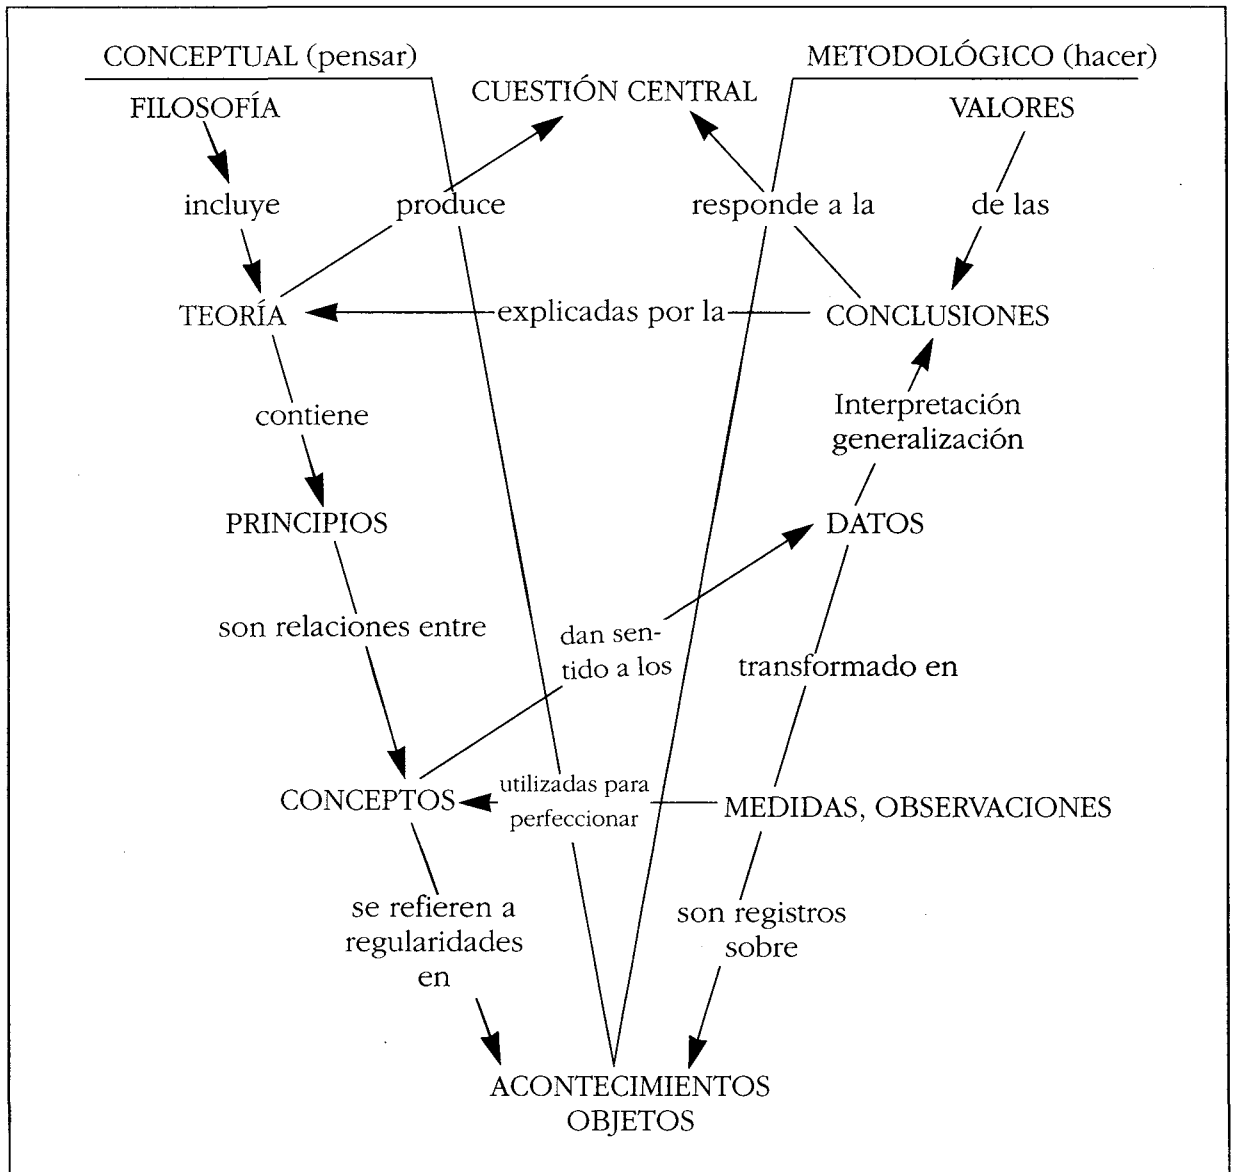 CONCEPTUAL (pensar)
METODOLÓGICO (hacer)
CUESTIÓN CENTRAL
FILOSOFÍA
VALORES
incluye
produce
responde a la
de las
TEORÍA
explicadas por la
CONCLUSIONES
contiene
Interpretación
generalización
PRINCIPIOS
DATOS
son relaciones entre
dan sen-
tido a los
transformado en
CONCEPTOS
utilizadas para
perfeccionar
MEDIDAS, OBSERVACIONES
se refieren a
regularidades
en
son registros
sobre
ACONTECIMIENTOS
OBJETOS